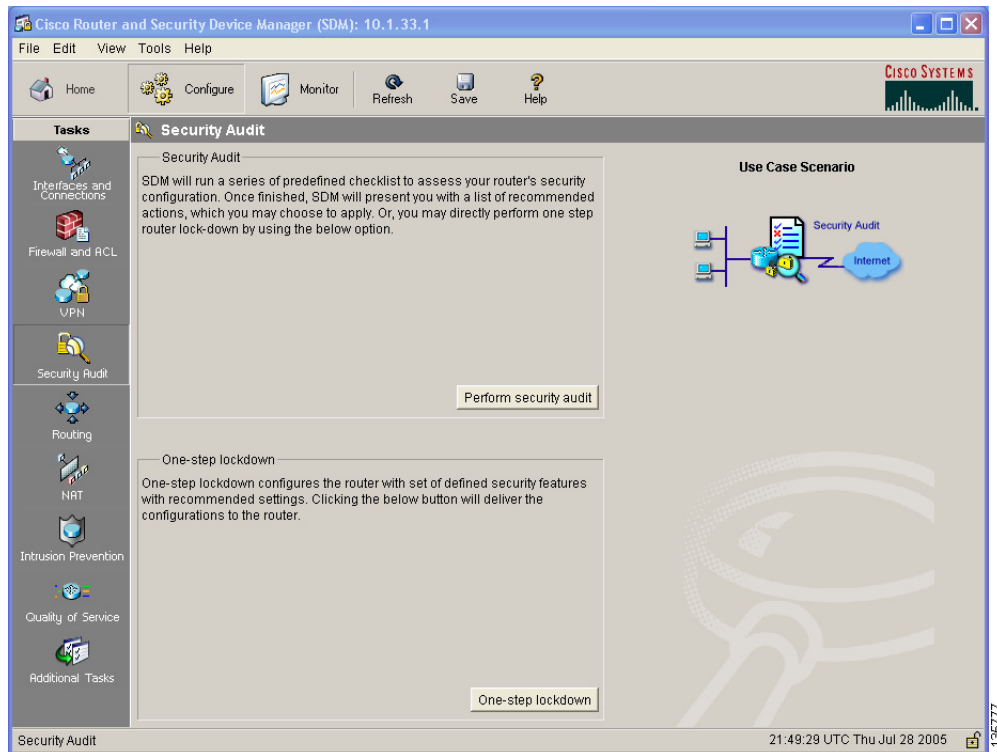 Cisco Router and Security Device Manager (SDM): 10.1.33.1
File Edit View Tools Help
Home Configure Monitor Refresh Save Help
CISCO SYSTEMS
Tasks
Security Audit
Interfaces and
Connections
Firewall and ACL
VPN
Security Audit
Routing
NAT
Intrusion Prevention
Quality of Service
Additional Tasks
Security Audit
SDM will run a series of predefined checklist to assess your router's security
configuration. Once finished, SDM will present you with a list of recommended
actions, which you may choose to apply. Or, you may directly perform one step
router lock-down by using the below option.
Perform security audit
One-step lockdown
One-step lockdown configures the router with set of defined security features
with recommended settings. Clicking the below button will deliver the
configurations to the router.
One-step lockdown
Use Case Scenario
Security Audit
Internet
Security Audit
21:49:29 UTC Thu Jul 28 2005
135777